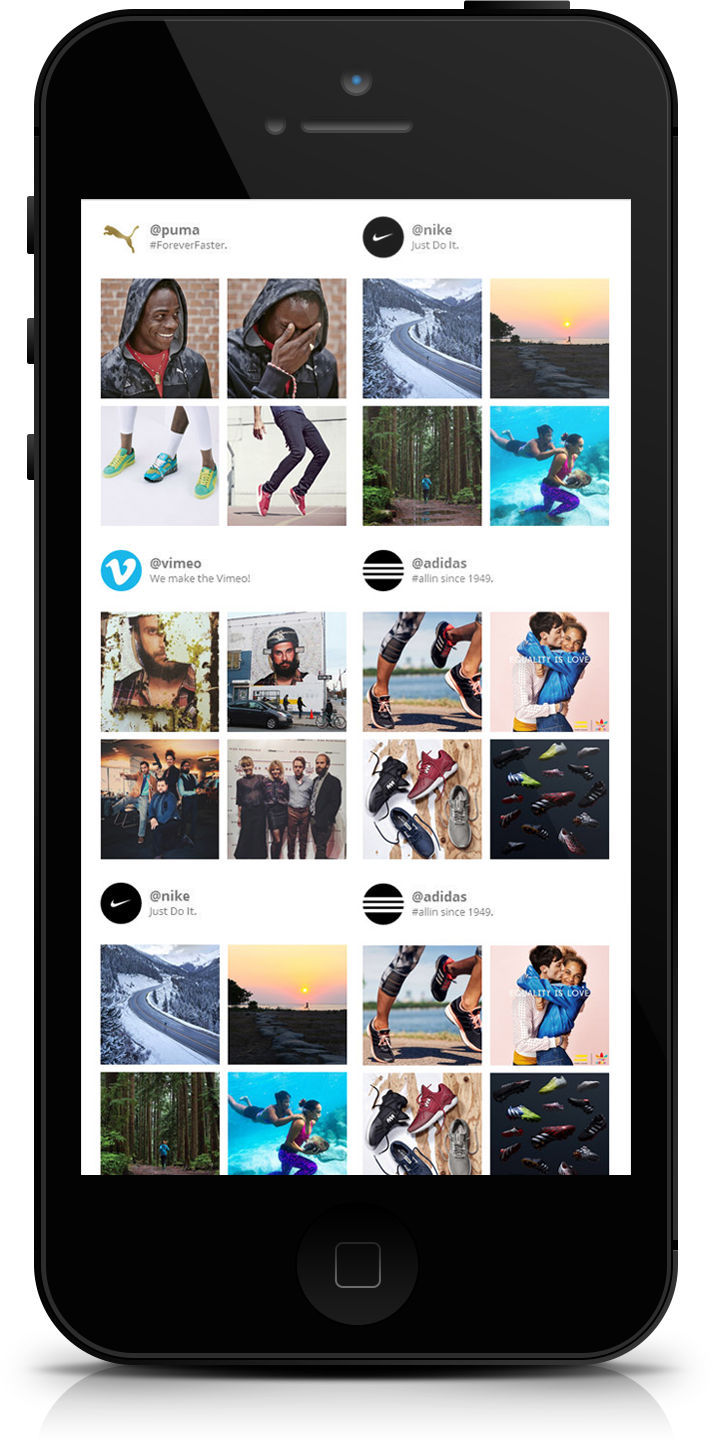 @puma
#ForeverFaster.
@nike
Just Do It.
@vimeo
We make the Vimeo!
@adidas
#allin since 1949.
EQUALITY IS LOVE
@nike
Just Do It.
@adidas
#allin since 1949.
EQUALITY IS LOVE